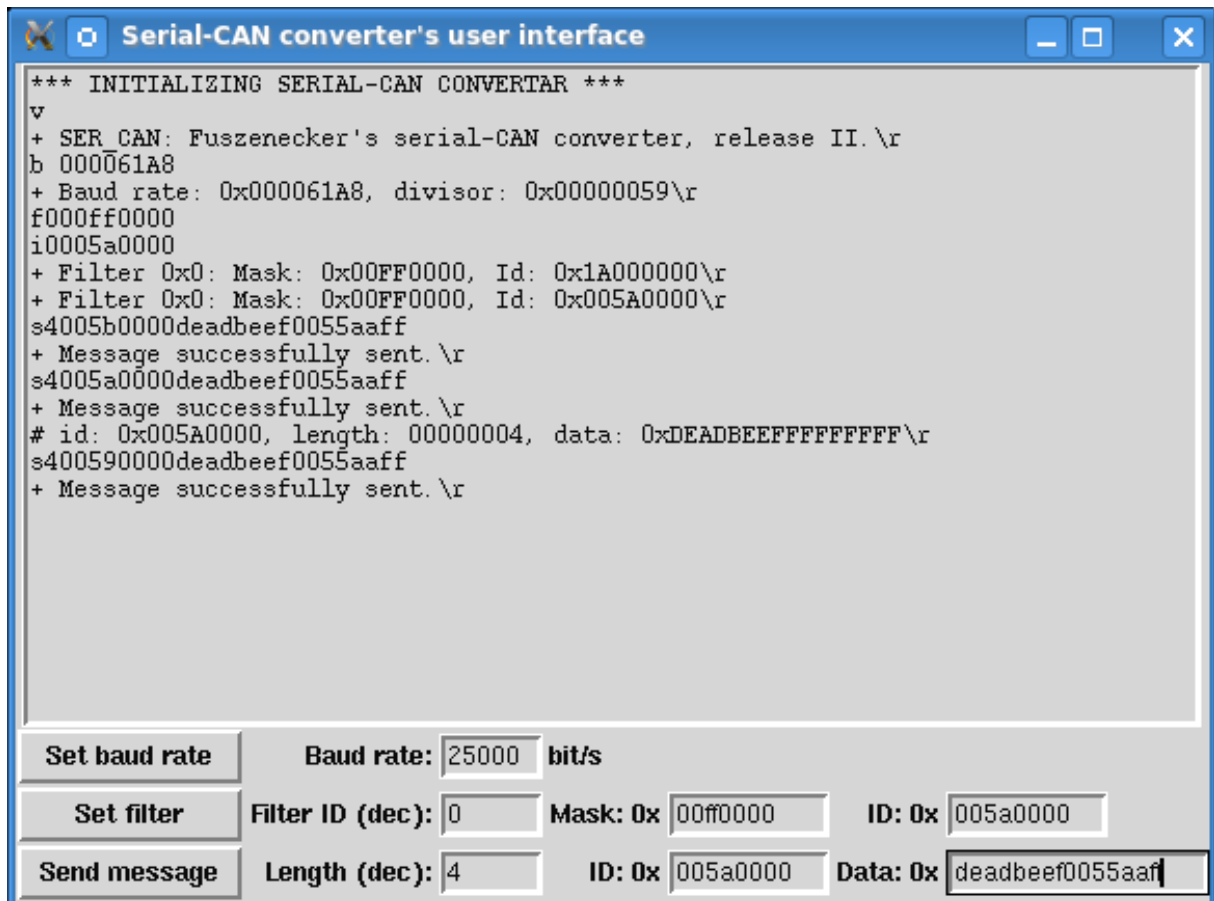 Serial-CAN converter's user interface
*** INITIALIZING SERIAL-CAN CONVERTAR ***
v
+ SER_CAN: Fuszenecker's serial-CAN converter, release II.\r
b 000061A8
+ Baud rate: 0x000061A8, divisor: 0x00000059\r
f000ff0000
i0005a0000
+ Filter 0x0: Mask: 0x00FF0000, Id: 0x1A000000\r
+ Filter 0x0: Mask: 0x00FF0000, Id: 0x005A0000\r
s4005b0000deadbeef0055aaff
+ Message successfully sent.\r
s4005a0000deadbeef0055aaff
+ Message successfully sent.\r
# id: 0x005A0000, length: 00000004, data: 0xDEADBEEFFFFFFFFF\r
s400590000deadbeef0055aaff
+ Message successfully sent.\r
Set baud rate Baud rate: 25000 bit/s
Set filter Filter ID (dec): 0 Mask: 0x 00ff0000 ID: 0x 005a0000
Send message Length (dec): 4 ID: 0x 005a0000 Data: 0x deadbeef0055aaff